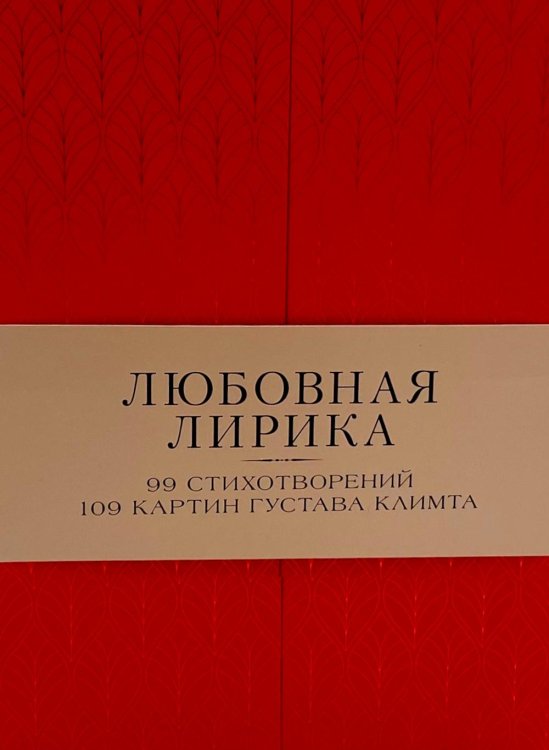 ЛЮБОВНАЯ
ЛИРИКА
99 СТИХОТВОРЕНИЙ
109 КАРТИН ГУСТАВА КЛИМТА